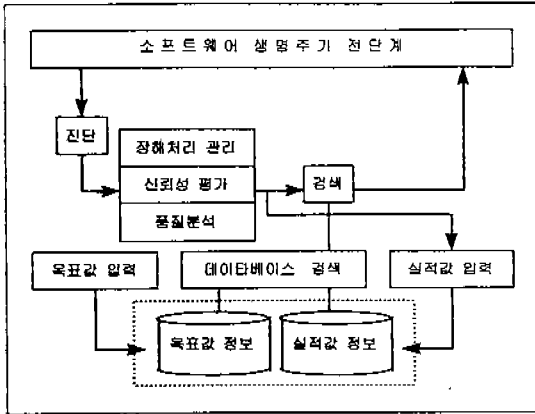 소프트웨어 생명주기 전단계
진단
장해처리 관리
신뢰성 평가
검색
품질분석
목표값 입력
데이타베이스 검색
실적값 입력
목표값 정보
실적값 정보